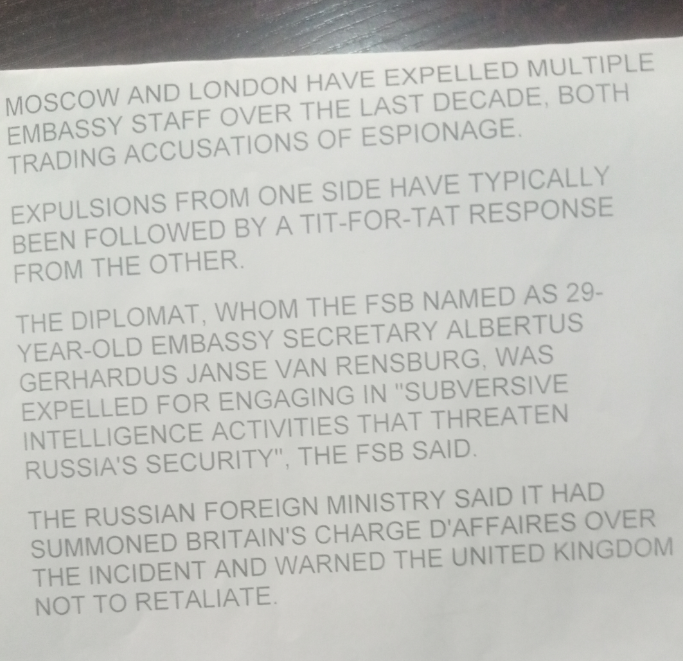 MOSCOW AND LONDON HAVE EXPELLED MULTIPLE
EMBASSY STAFF OVER THE LAST DECADE, BOTH
TRADING ACCUSATIONS OF ESPIONAGE.
EXPULSIONS FROM ONE SIDE HAVE TYPICALLY
BEEN FOLLOWED BY A TIT-FOR-TAT RESPONSE
FROM THE OTHER.
THE DIPLOMAT, WHOM THE FSB NAMED AS 29-
YEAR-OLD EMBASSY SECRETARY ALBERTUS
GERHARDUS JANSE VAN RENSBURG, WAS
EXPELLED FOR ENGAGING IN "SUBVERSIVE
INTELLIGENCE ACTIVITIES THAT THREATEN
RUSSIA'S SECURITY", THE FSB SAID.
THE RUSSIAN FOREIGN MINISTRY SAID IT HAD
SUMMONED BRITAIN'S CHARGE D'AFFAIRES OVER
THE INCIDENT AND WARNED THE UNITED KINGDOM
NOT TO RETALIATE.